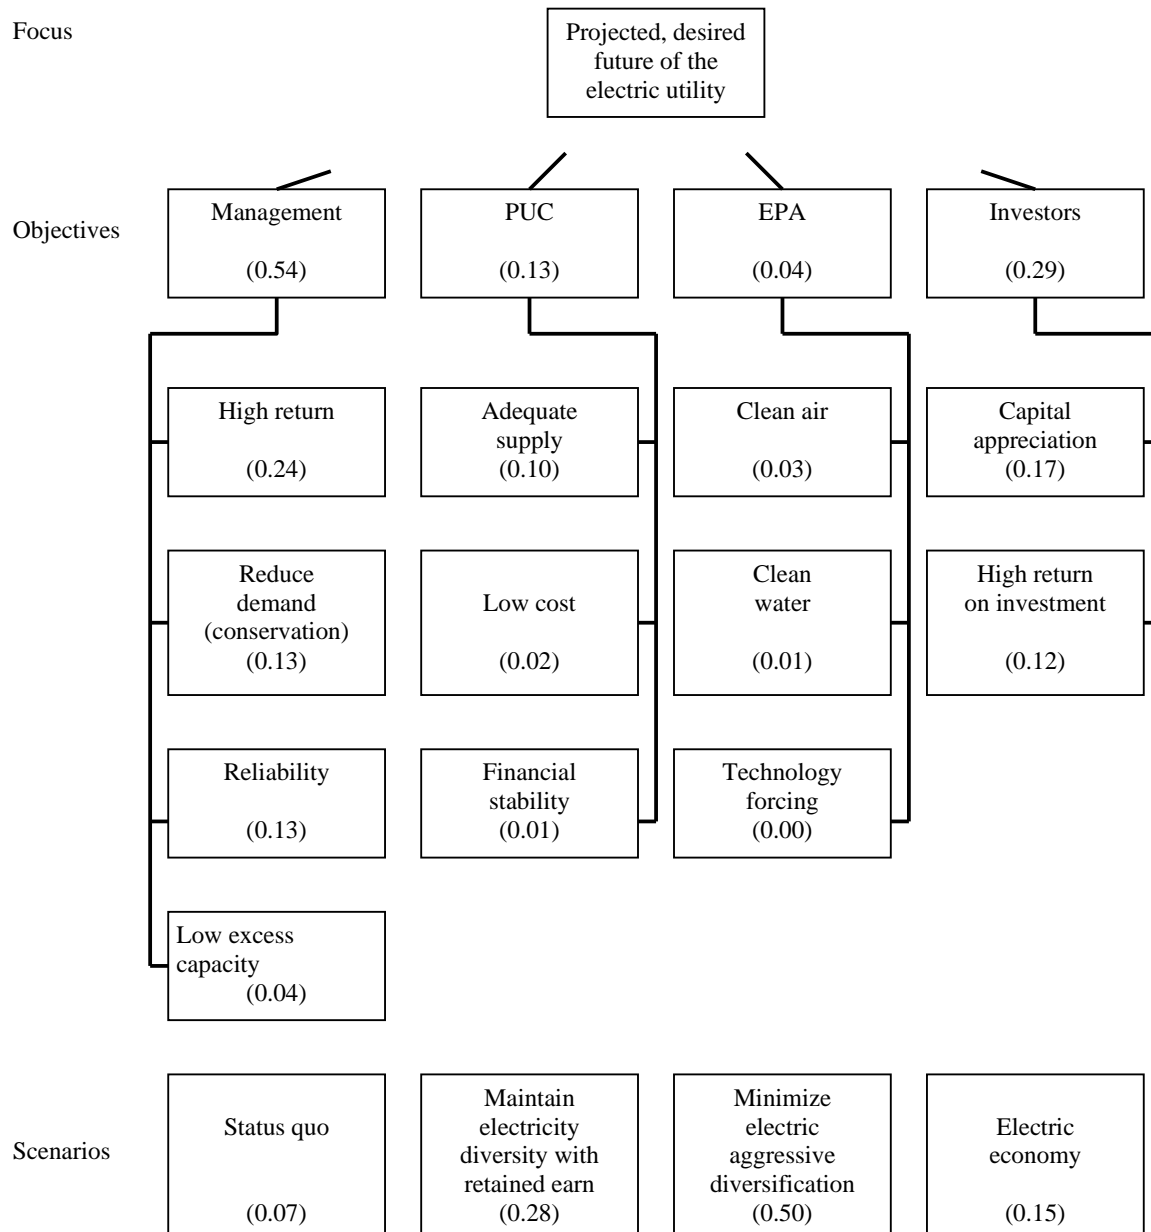 Focus
Projected, desired
future of the
electric utility
Objectives
Management
(0.54)
PUC
(0.13)
EPA
(0.04)
Investors
(0.29)
High return
(0.24)
Adequate
supply
(0.10)
Clean air
(0.03)
Capital
appreciation
(0.17)
Reduce
demand
(conservation)
(0.13)
Low cost
(0.02)
Clean
water
(0.01)
High return
on investment
(0.12)
Reliability
(0.13)
Financial
stability
(0.01)
Technology
forcing
(0.00)
Low excess
capacity
(0.04)
Scenarios
Status quo
(0.07)
Maintain
electricity
diversity with
retained earn
(0.28)
Minimize
electric
aggressive
diversification
(0.50)
Electric
economy
(0.15)